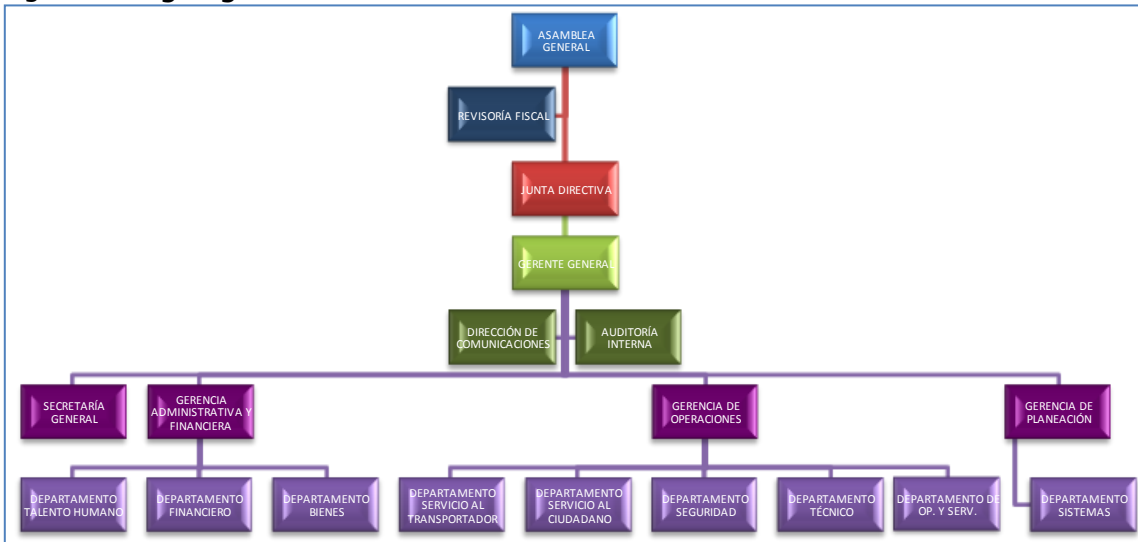 ASAMBLEA
GENERAL
REVISORÍA FISCAL
JUNTA DIRECTIVA
GERENTE GENERAL
DIRECCIÓN DE
COMUNICACIONES
AUDITORÍA
INTERNA
SECRETARÍA
GENERAL
GERENCIA
ADMINISTRATIVA Y
FINANCIERA
GERENCIA DE
OPERACIONES
GERENCIA DE
PLANEACIÓN
DEPARTAMENTO
TALENTO HUMANO
DEPARTAMENTO
FINANCIERO
DEPARTAMENTO
BIENES
DEPARTAMENTO
SERVICIO AL
TRANSPORTADOR
DEPARTAMENTO
SERVICIO AL
CIUDADANO
DEPARTAMENTO
SEGURIDAD
DEPARTAMENTO
TÉCNICO
DEPARTAMENTO DE
OP. Y SERV.
DEPARTAMENTO
SISTEMAS